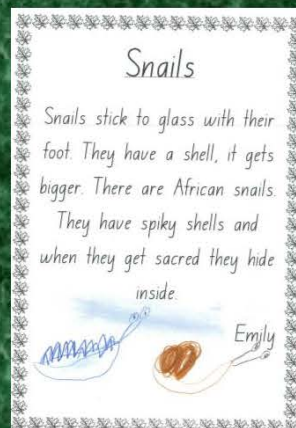 Snails
Snails stick to glass with their
foot. They have a shell, it gets
bigger. There are African snails.
They have spiky shells and
when they get sacred they hide
inside.
Emily